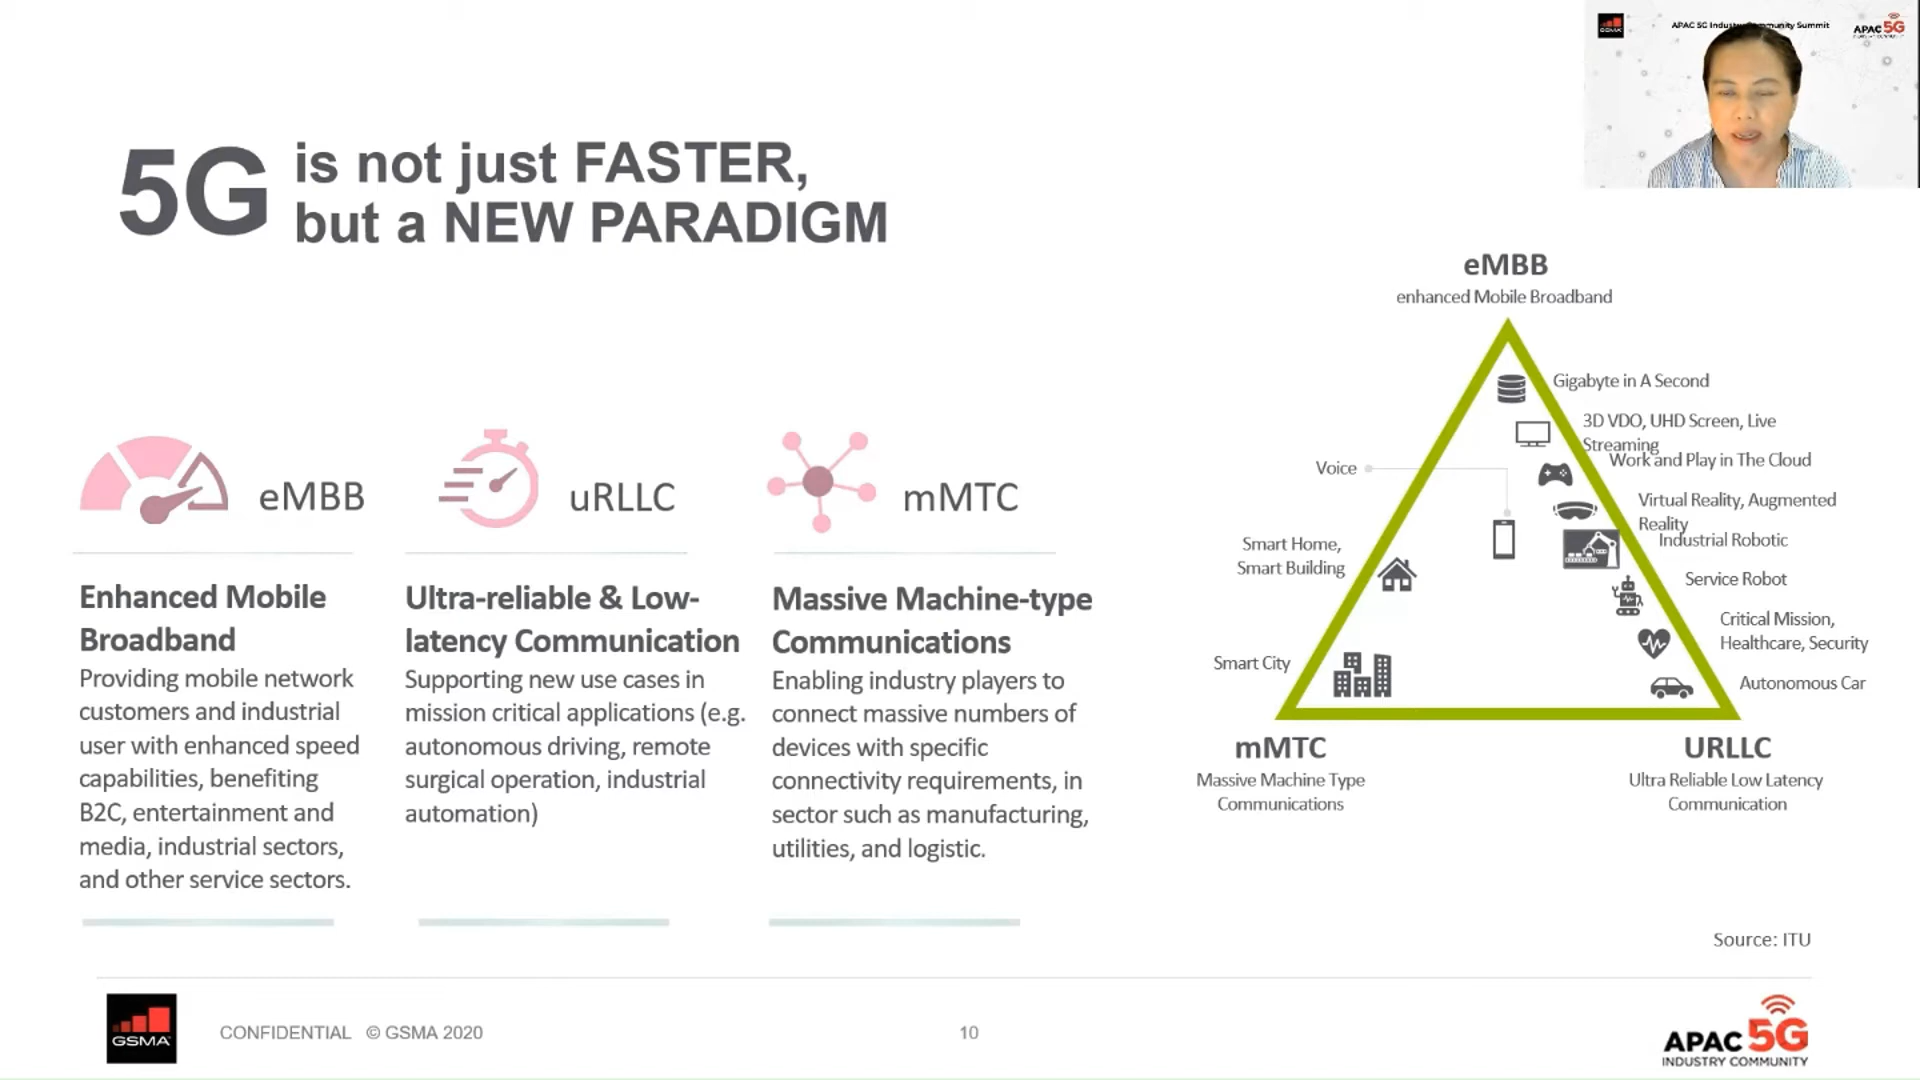 GSMA
APAC 5G Industry Community Summit
APAC 5G
5G is not just FASTER,
but a NEW PARADIGM
eMBB
Enhanced Mobile
Broadband
Providing mobile network
customers and industrial
user with enhanced speed
capabilities, benefiting
B2C, entertainment and
media, industrial sectors,
and other service sectors.
uRLLC
Ultra-reliable & Low-
latency Communication
Supporting new use cases in
mission critical applications (e.g.
autonomous driving, remote
surgical operation, industrial
automation)
mMTC
Massive Machine-type
Communications
Enabling industry players to
connect massive numbers of
devices with specific
connectivity requirements, in
sector such as manufacturing,
utilities, and logistic.
eMBB
enhanced Mobile Broadband
Gigabyte in A Second
3D VDO, UHD Screen, Live
Streaming
Work and Play in The Cloud
Voice
Virtual Reality, Augmented
Reality
Industrial Robotic
Smart Home,
Smart Building
Service Robot
Critical Mission,
Healthcare, Security
Smart City
Autonomous Car
mMTC
Massive Machine Type
Communications
URLLC
Ultra Reliable Low Latency
Communication
Source: ITU
GSMA
CONFIDENTIAL © GSMA 2020
10
APAC 5G
INDUSTRY COMMUNITY